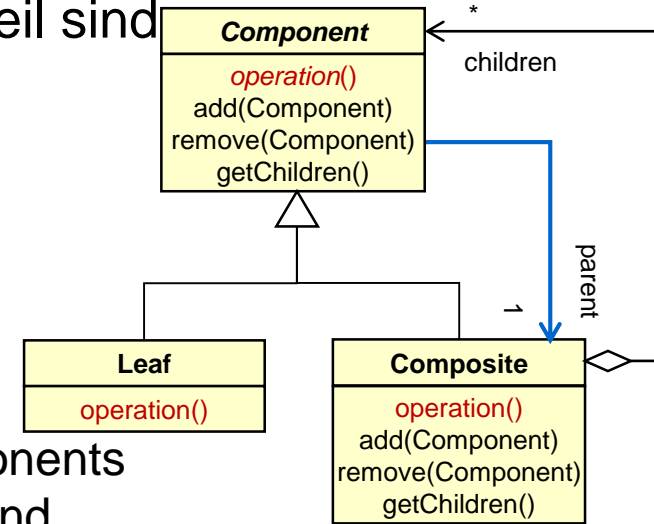 eil sind
Component
operation()
add(Component)
remove(Component)
getChildren()
*
children
parent
1
Leaf
operation()
Composite
operation()
add(Component)
remove(Component)
getChildren()
onents
nd